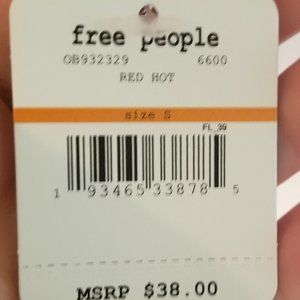 free people
OB932329 6600
RED HOT
size S
FL_39
1 93465 33878 5
MSRP $38.00